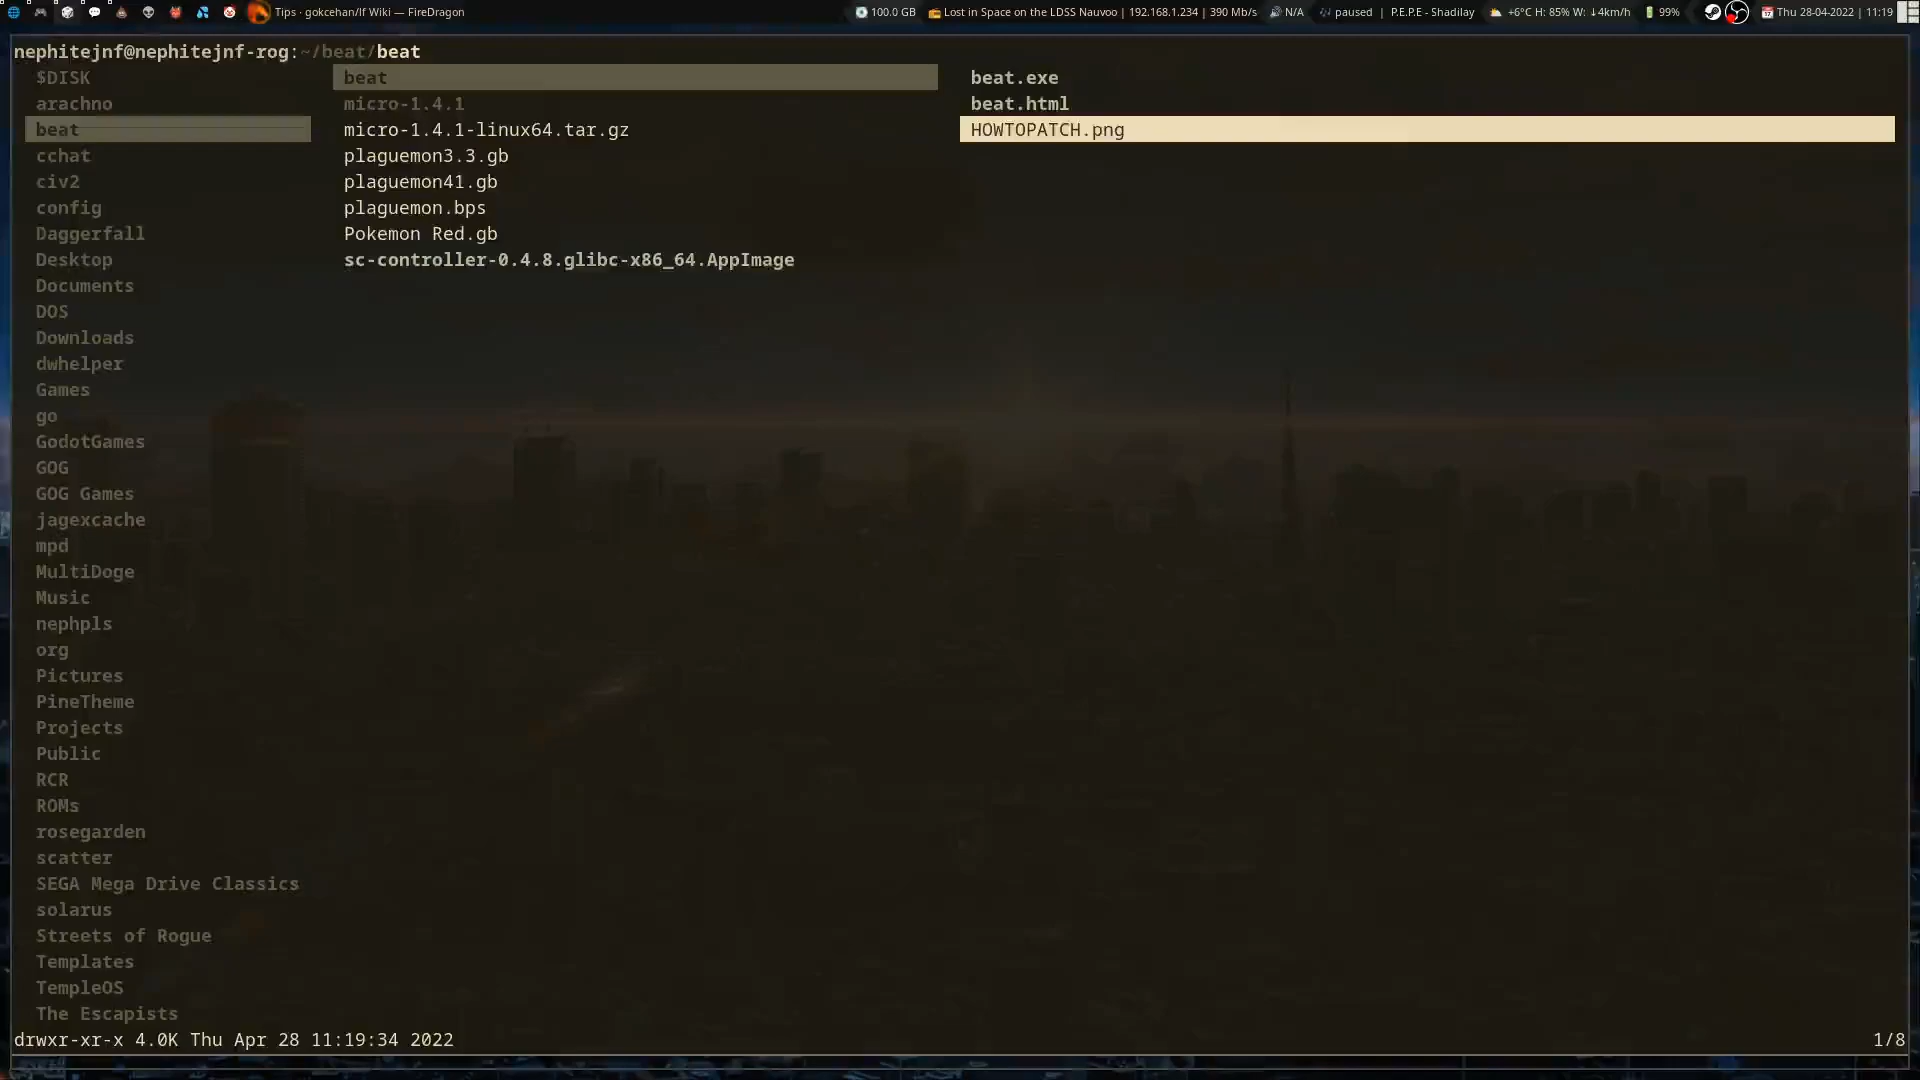 Tips · gokcehan/lf Wiki — FireDragon
100.0 GB
Lost in Space on the LDSS Nauvoo | 192.168.1.234 | 390 Mb/s
N/A
paused | P.E.P.E - Shadilay
+6°C H: 85% W: ↓4km/h
99%
Thu 28-04-2022 | 11:19
nephitejnf@nephitejnf-rog:~/beat/beat
$DISK
arachno
beat
cchat
civ2
config
Daggerfall
Desktop
Documents
DOS
Downloads
dwhelper
Games
go
GodotGames
GOG
GOG Games
jagexcache
mpd
MultiDoge
Music
nephpls
org
Pictures
PineTheme
Projects
Public
RCR
ROMs
rosegarden
scatter
SEGA Mega Drive Classics
solarus
Streets of Rogue
Templates
TempleOS
The Escapists
beat
micro-1.4.1
micro-1.4.1-linux64.tar.gz
plaguemon3.3.gb
plaguemon41.gb
plaguemon.bps
Pokemon Red.gb
sc-controller-0.4.8.glibc-x86_64.AppImage
beat.exe
beat.html
HOWTOPATCH.png
drwxr-xr-x 4.0K Thu Apr 28 11:19:34 2022
1/8